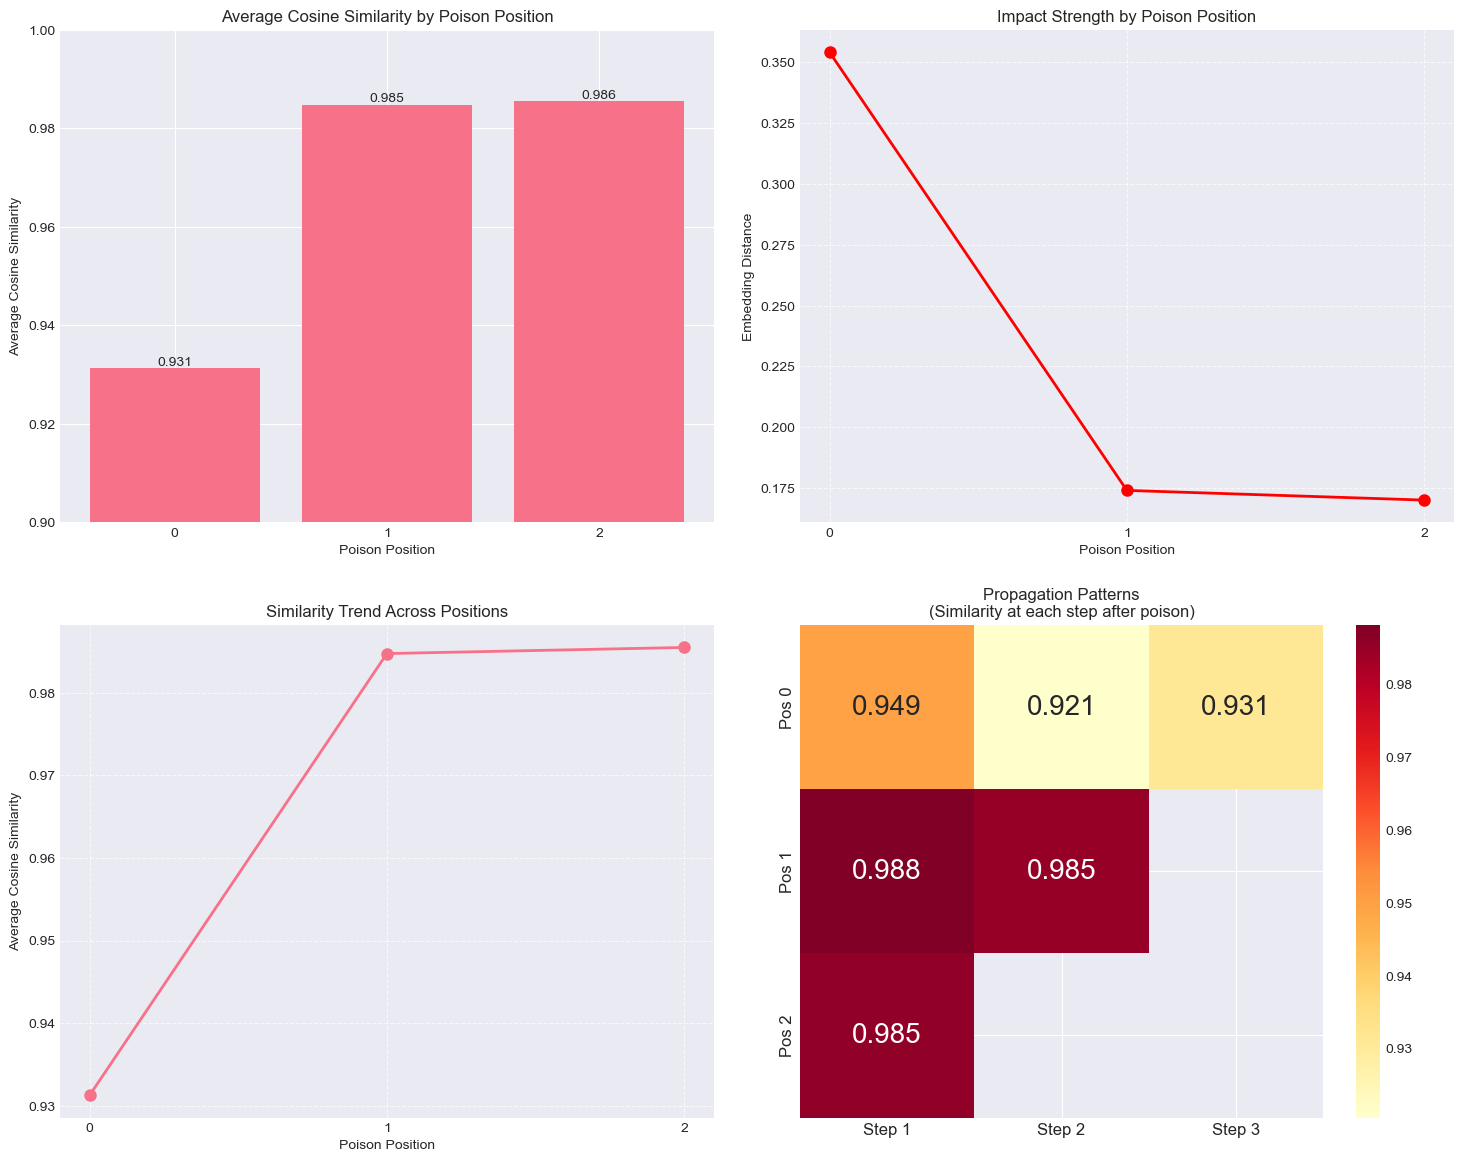 Average Cosine Similarity by Poison Position
Average Cosine Similarity
1.00
0.98
0.96
0.94
0.92
0.90
0.931
0.985
0.986
0
1
2
Poison Position
Impact Strength by Poison Position
Embedding Distance
0.350
0.325
0.300
0.275
0.250
0.225
0.200
0.175
0
1
2
Poison Position
Similarity Trend Across Positions
Average Cosine Similarity
0.98
0.97
0.96
0.95
0.94
0.93
0
1
2
Poison Position
Propagation Patterns
(Similarity at each step after poison)
Pos 0
0.949
0.921
0.931
Pos 1
0.988
0.985
Pos 2
0.985
Step 1
Step 2
Step 3
0.98
0.97
0.96
0.95
0.94
0.93